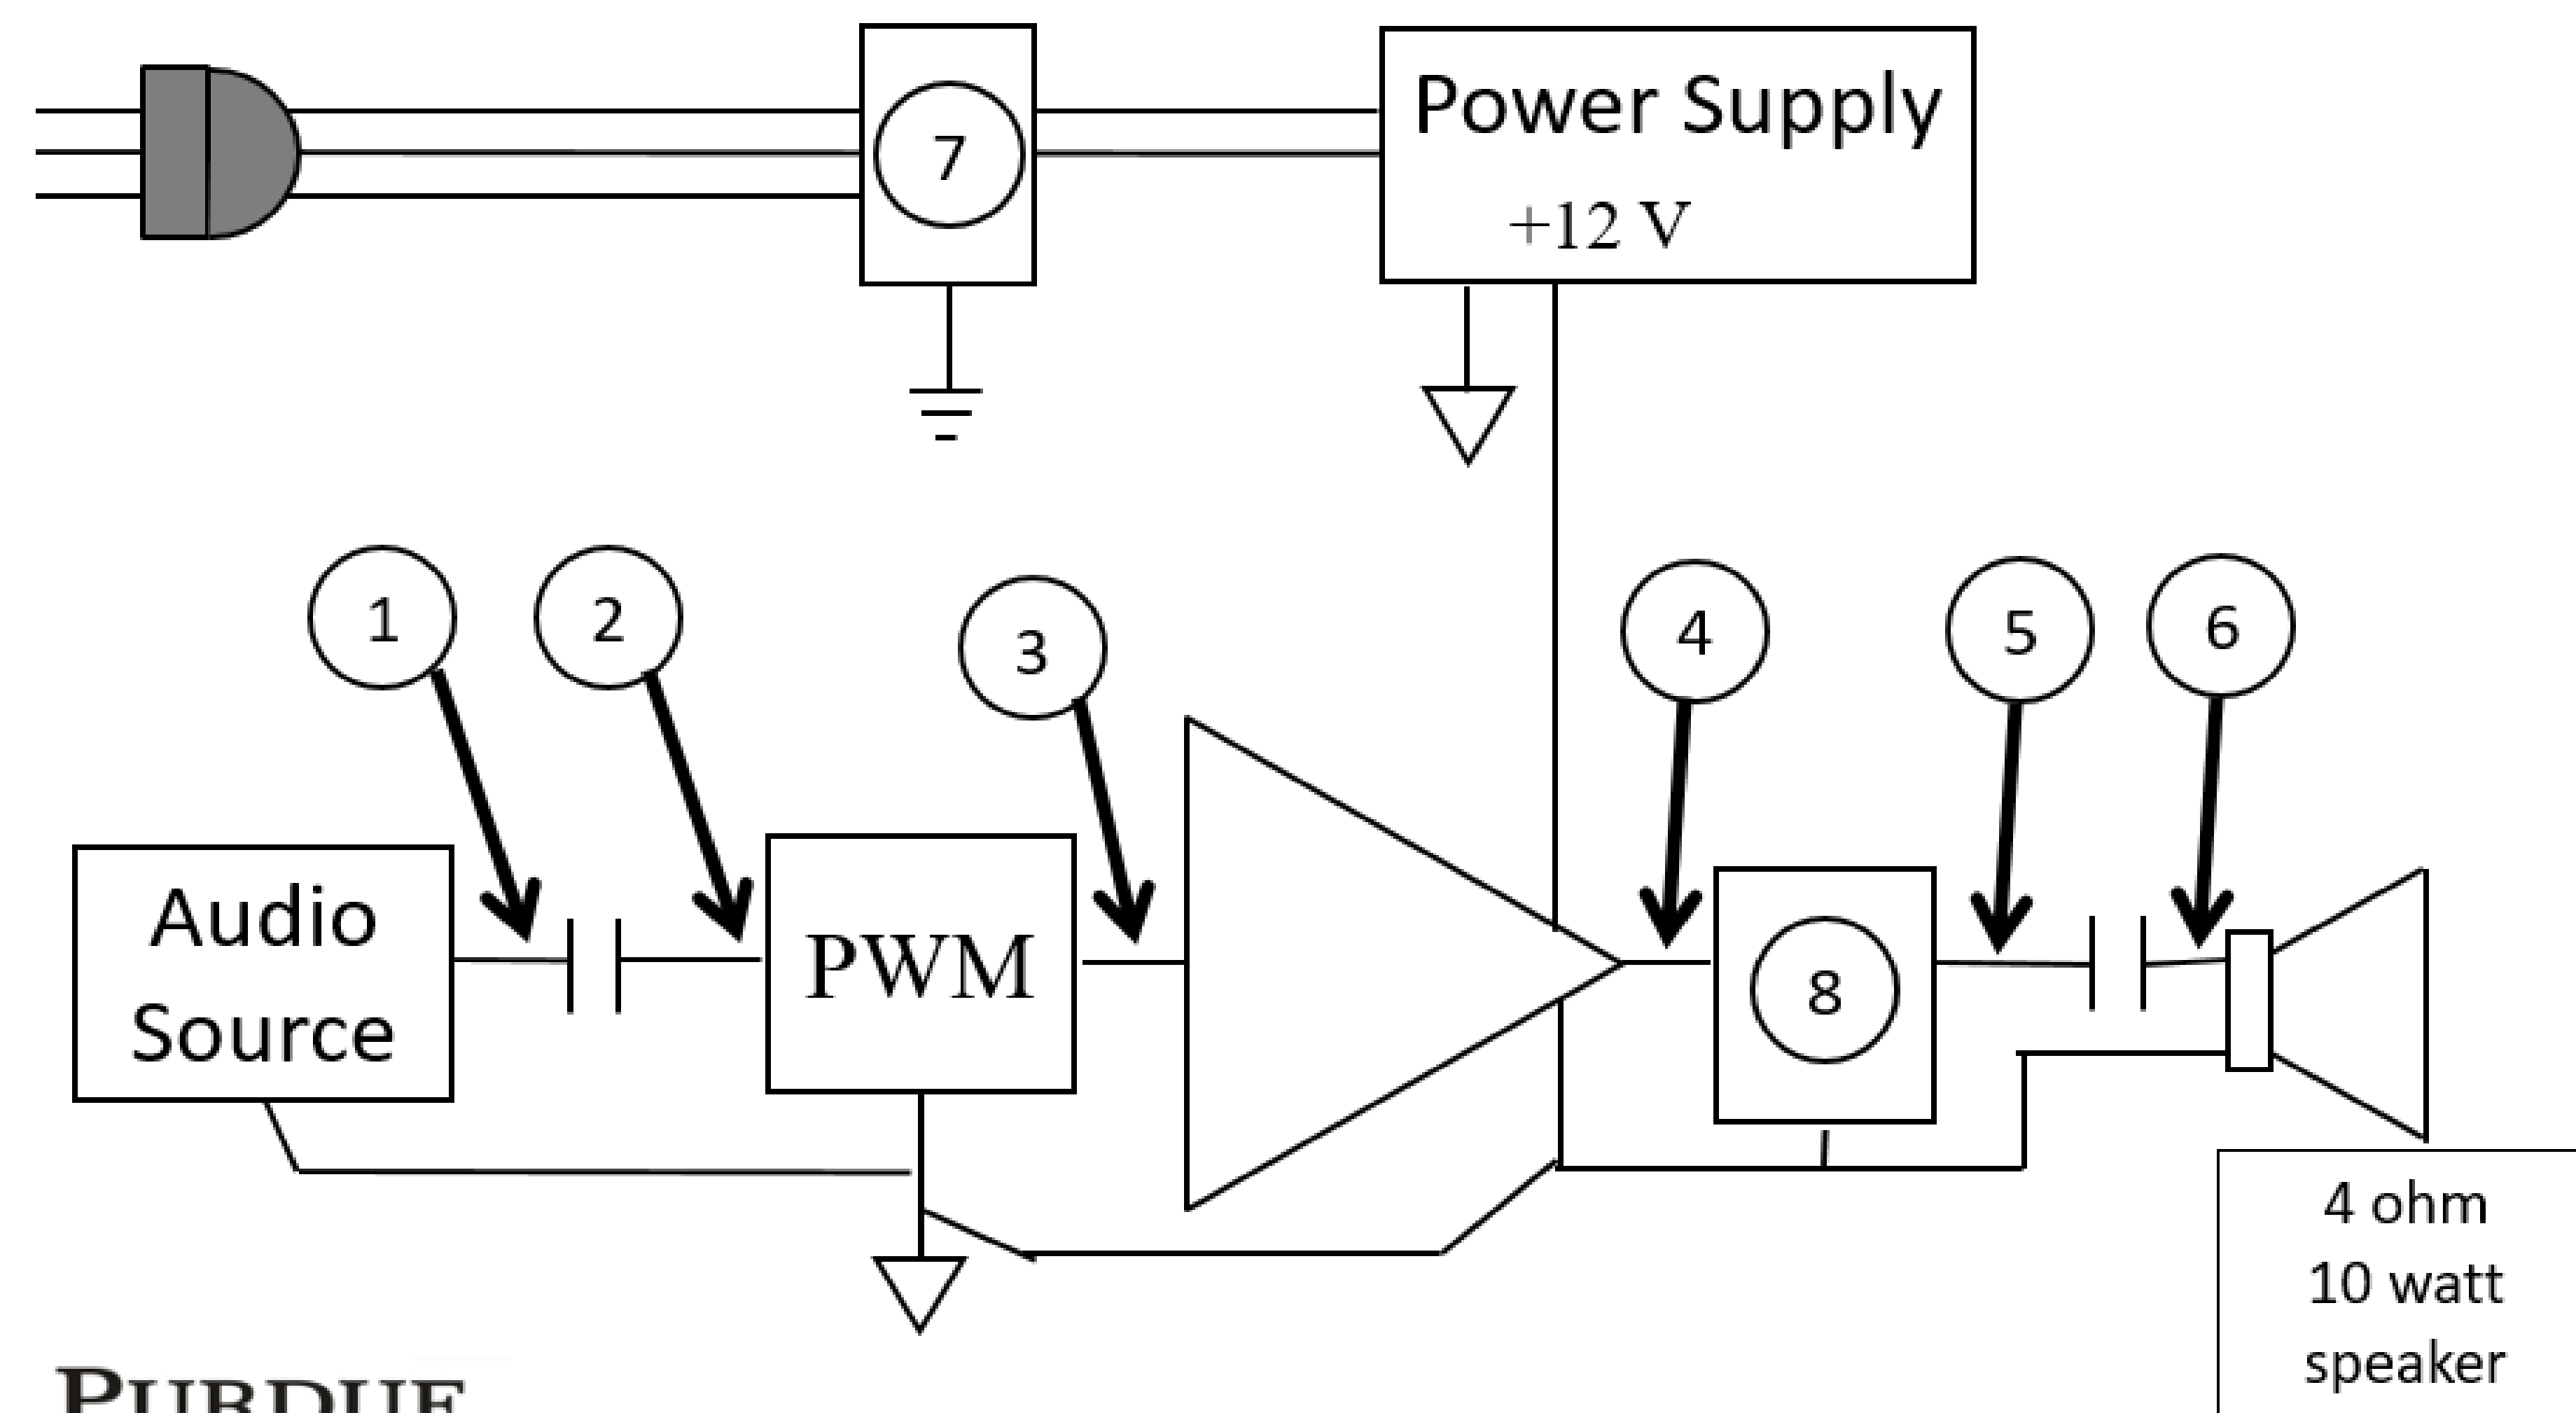 7
Power Supply
+12 V
1
2
3
4
5
6
Audio
Source
PWM
8
4 ohm
10 watt
speaker
PURDUE